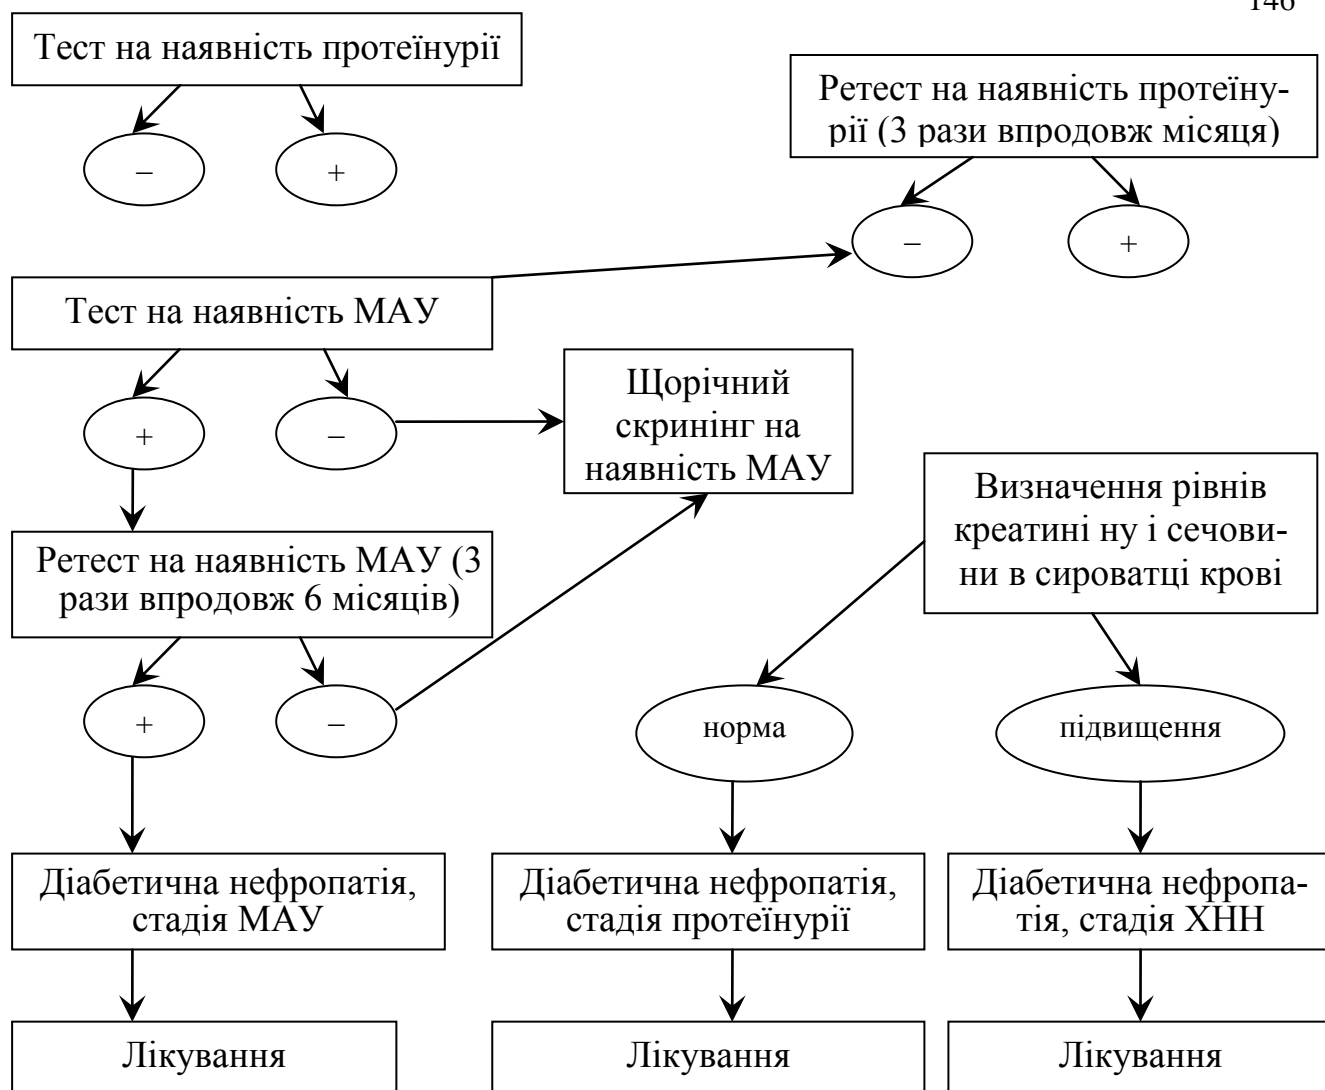 146
Тест на наявність протеїнурії
Ретест на наявність протеїну-
рії (3 рази впродовж місяця)
–
+
–
+
Тест на наявність МАУ
Щорічний
скринінг на
наявність МАУ
+
–
Визначення рівнів
креатині ну і сечови-
ни в сироватці крові
Ретест на наявність МАУ (3
рази впродовж 6 місяців)
+
–
норма
підвищення
Діабетична нефропатія,
стадія МАУ
Діабетична нефропатія,
стадія протеїнурії
Діабетична нефропа-
тія, стадія ХНН
Лікування
Лікування
Лікування